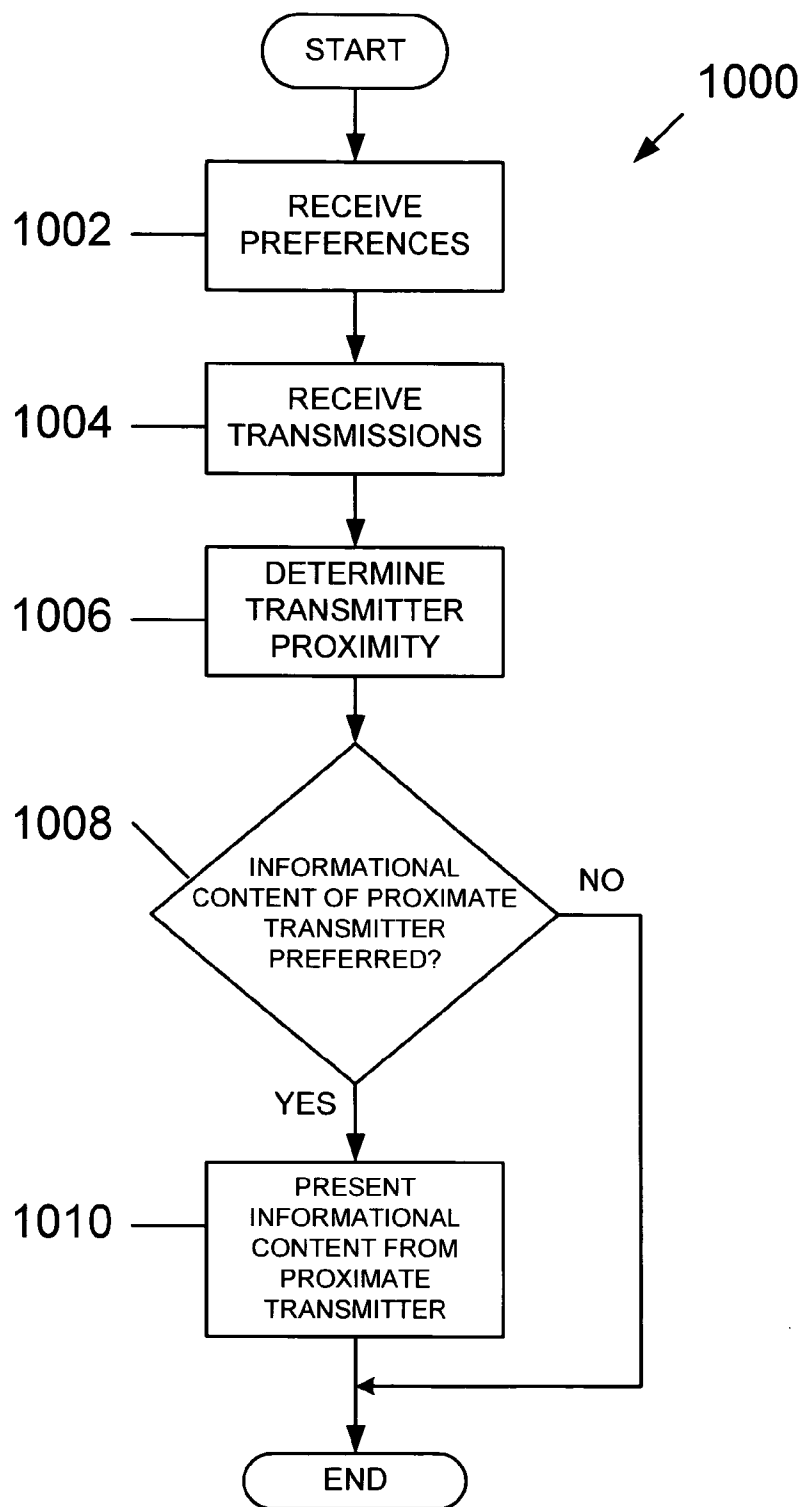 START
1000
1002
RECEIVE
PREFERENCES
1004
RECEIVE
TRANSMISSIONS
1006
DETERMINE
TRANSMITTER
PROXIMITY
1008
INFORMATIONAL
CONTENT OF PROXIMATE
TRANSMITTER
PREFERRED?
NO
YES
1010
PRESENT
INFORMATIONAL
CONTENT FROM
PROXIMATE
TRANSMITTER
END